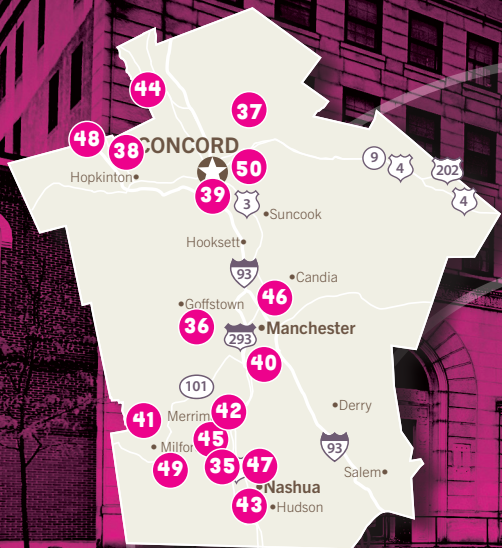 44
37
48
38
CONCORD
9
4
202
50
Hopkinton
39
3
4
Suncook
Hooksett
93
Candia
46
Goffstown
36
293
Manchester
40
101
41
Merrim
42
Derry
45
Milfor
93
49
35
47
Salem
Nashua
43
Hudson